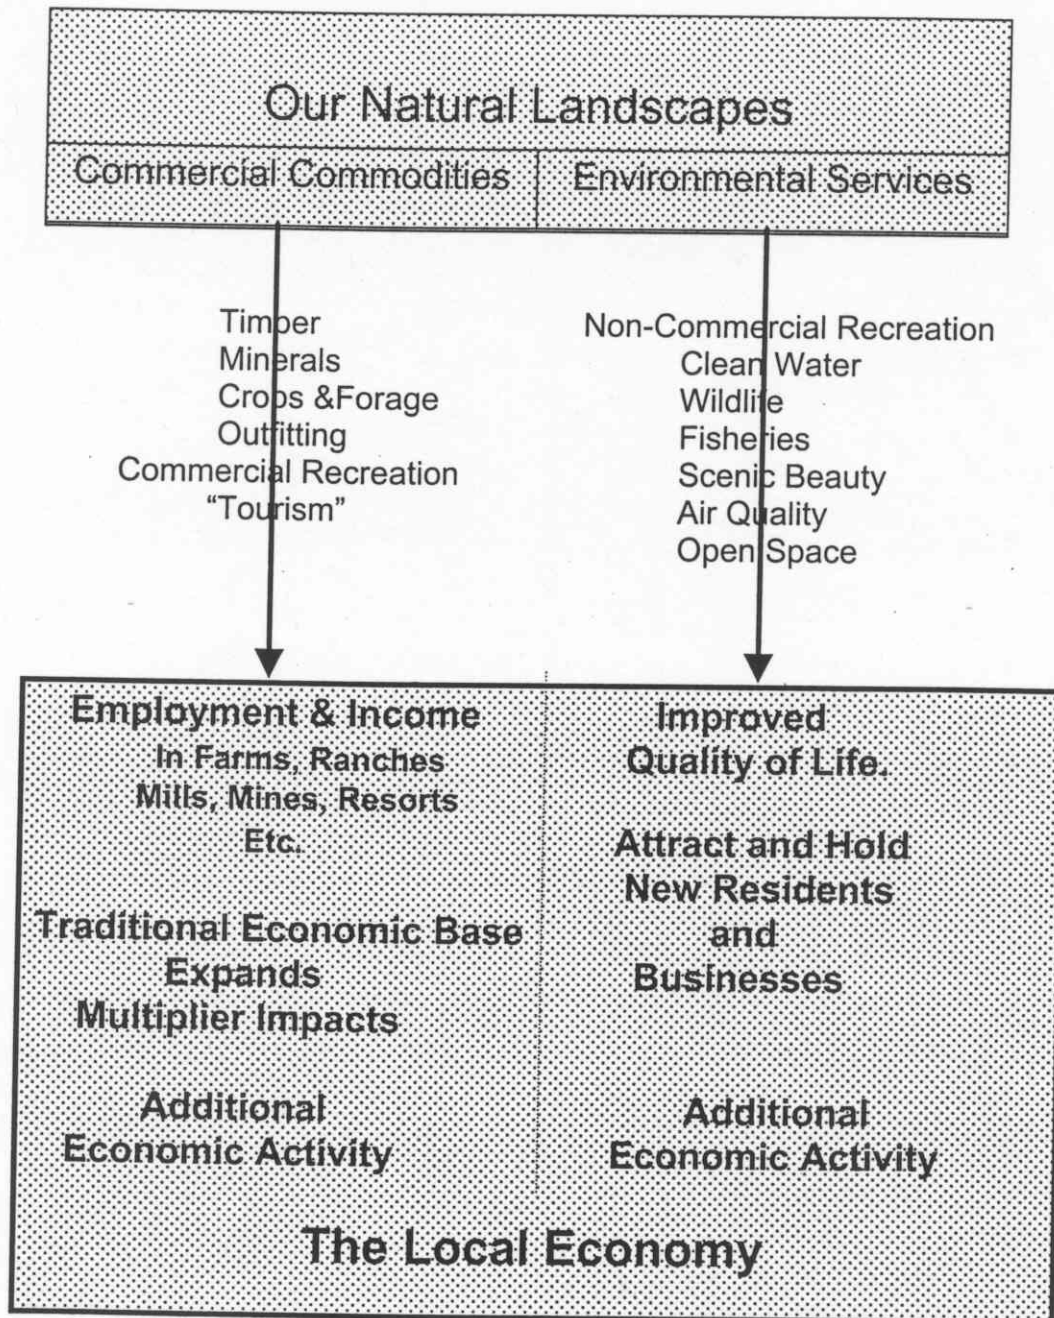 Our Natural Landscapes
Commercial Commodities
Environmental Services
Timber
Minerals
Crops &Forage
Outfitting
Commercial Recreation
“Tourism”
Non-Commercial Recreation
Clean Water
Wildlife
Fisheries
Scenic Beauty
Air Quality
Open Space
Employment & Income
In Farms, Ranches
Mills, Mines, Resorts
Etc.
Traditional Economic Base
Expands
Multiplier Impacts
Additional
Economic Activity
Improved
Quality of Life.
Attract and Hold
New Residents
and
Businesses
Additional
Economic Activity
The Local Economy